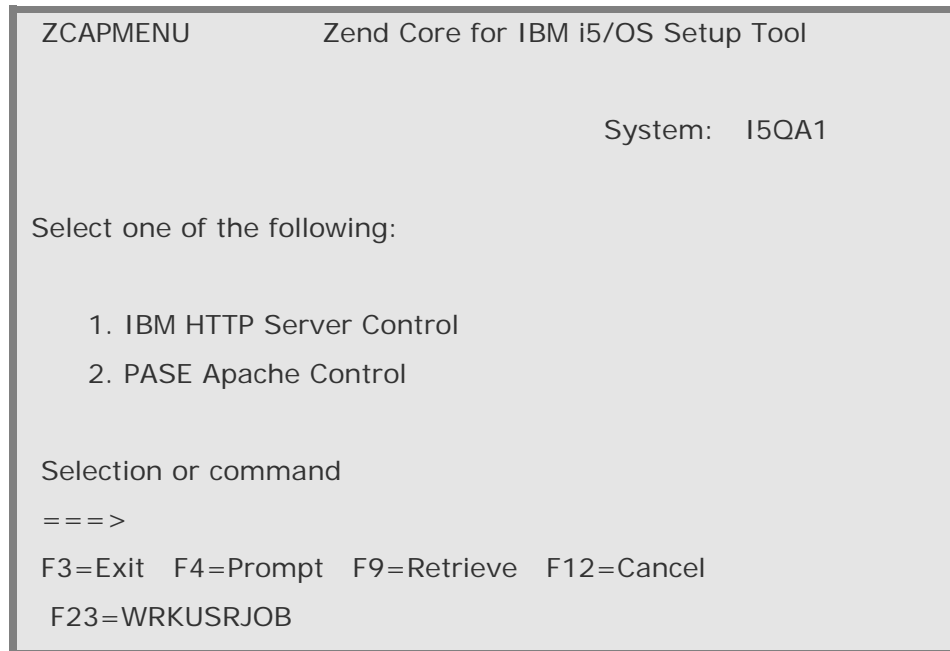 ZCAPMENU Zend Core for IBM i5/OS Setup Tool
System: I5QA1
Select one of the following:
1. IBM HTTP Server Control
2. PASE Apache Control
Selection or command
===>
F3=Exit F4=Prompt F9=Retrieve F12=Cancel
F23=WRKUSRJOB